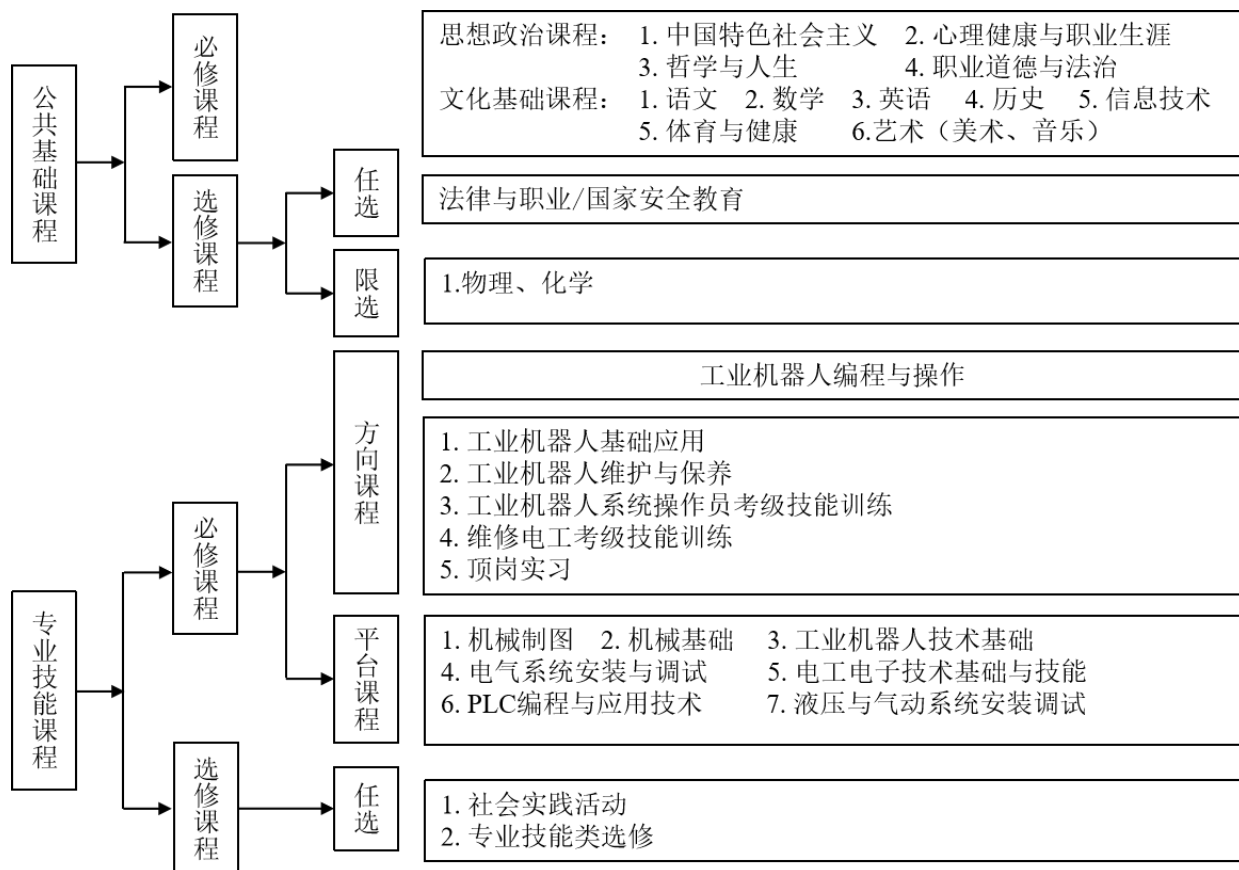 公共基础课程
必修课程
思想政治课程： 1. 中国特色社会主义 2. 心理健康与职业生涯
3. 哲学与人生 4. 职业道德与法治
文化基础课程： 1. 语文 2. 数学 3. 英语 4. 历史 5. 信息技术
5. 体育与健康 6.艺术（美术、音乐）
选修课程
任选
法律与职业/国家安全教育
限选
1.物理、化学
专业技能课程
必修课程
方向课程
工业机器人编程与操作
1. 工业机器人基础应用
2. 工业机器人维护与保养
3. 工业机器人系统操作员考级技能训练
4. 维修电工考级技能训练
5. 顶岗实习
平台课程
1. 机械制图 2. 机械基础 3. 工业机器人技术基础
4. 电气系统安装与调试 5. 电工电子技术基础与技能
6. PLC编程与应用技术 7. 液压与气动系统安装调试
选修课程
任选
1. 社会实践活动
2. 专业技能类选修